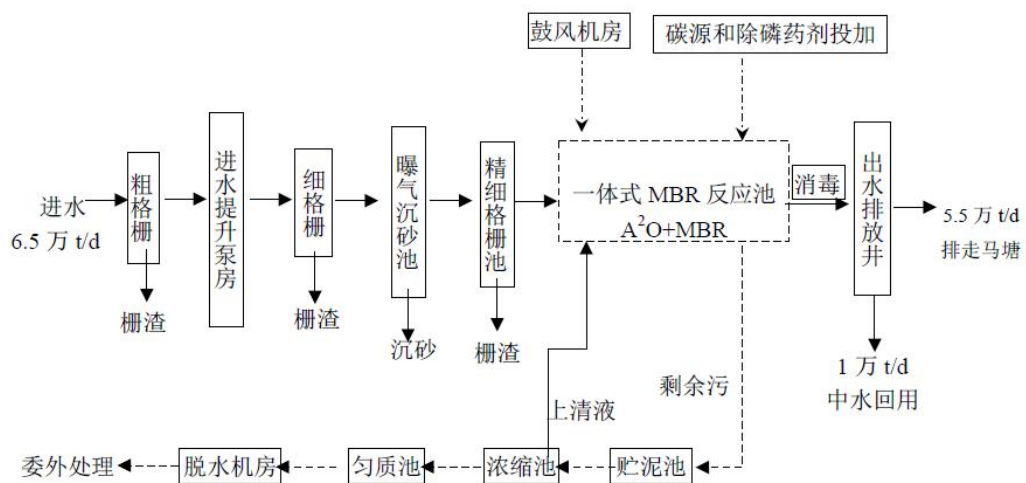 鼓风机房
碳源和除磷药剂投加
进水
6.5 万 t/d
粗格栅
进水提升泵房
细格栅
曝气沉砂池
精细格栅池
一体式 MBR 反应池
A²O+MBR
消毒
出水排放井
5.5 万 t/d
排走马塘
栅渣
栅渣
沉砂
栅渣
1 万 t/d
中水回用
剩余污
上清液
委外处理
脱水机房
匀质池
浓缩池
贮泥池